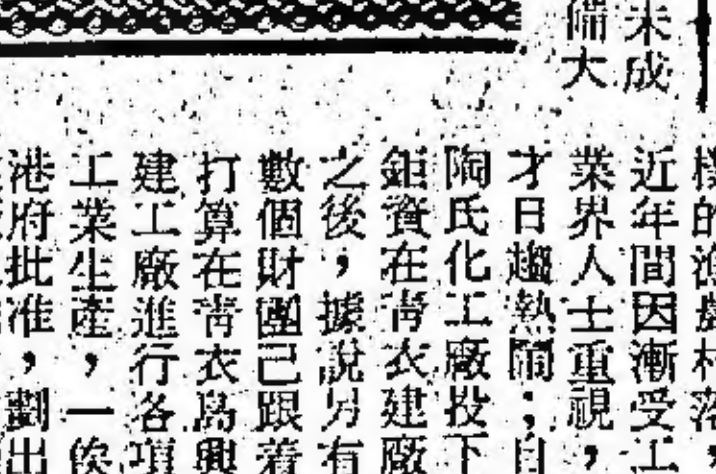 未成
備大
樸的漁農村落，
近年間因漸受工
業界人士重視，
才日趨熱鬧；自
陶氏化工廠投下
鉅資在青衣建廠
之後，據說另有
數個財團已跟着
打算在青衣島興
建工廠進行各項
工業生產，一俟
港府批准，劃出